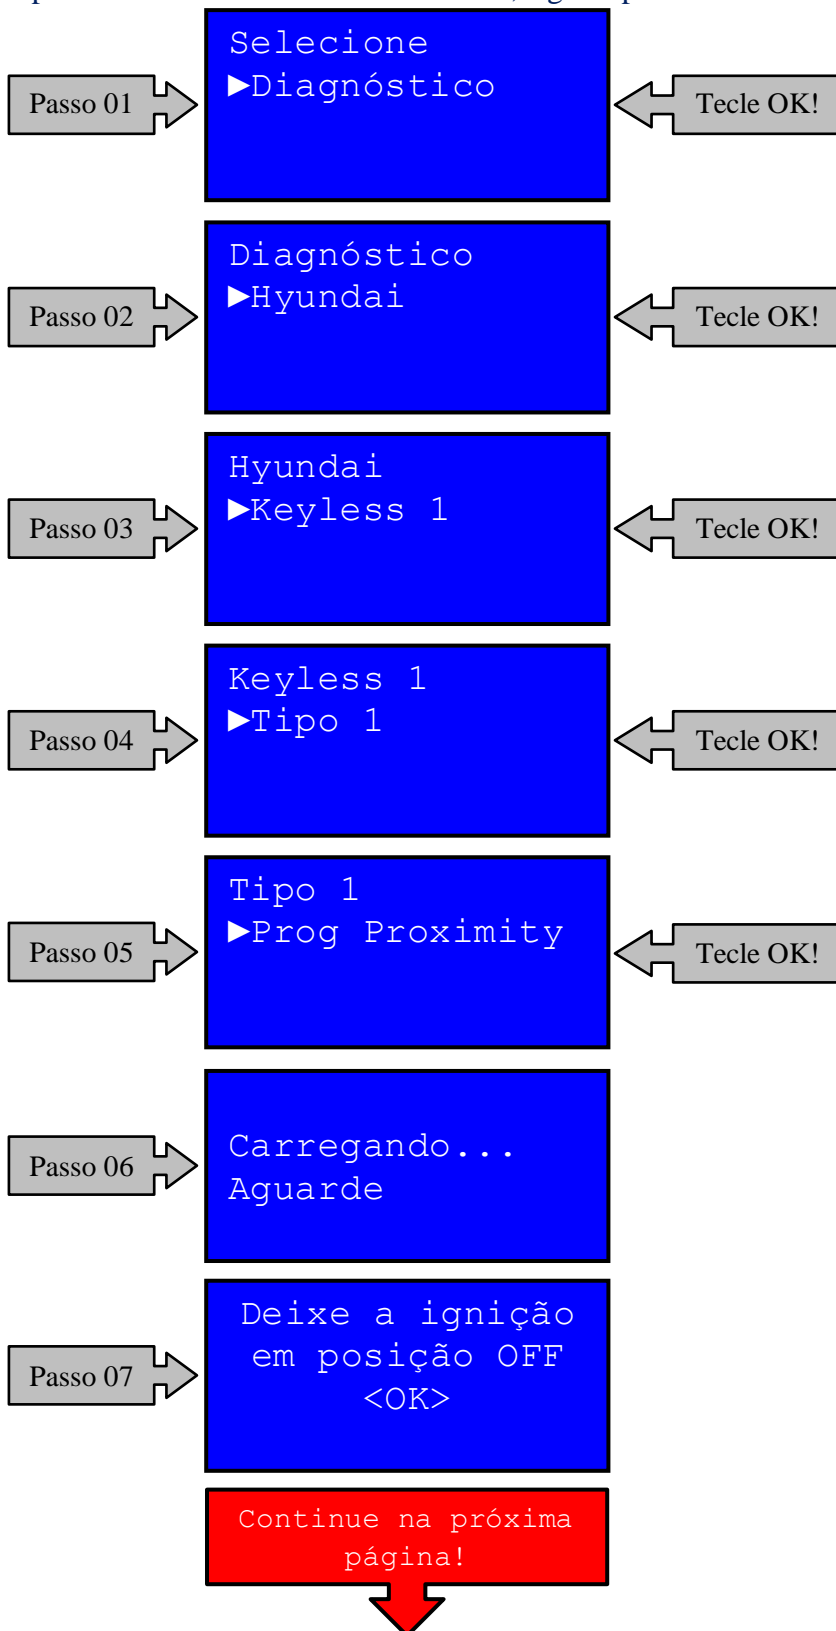 Selecione
►Diagnóstico
Passo 01
Tecle OK!
Diagnóstico
►Hyundai
Passo 02
Tecle OK!
Hyundai
►Keyless 1
Passo 03
Tecle OK!
Keyless 1
►Tipo 1
Passo 04
Tecle OK!
Tipo 1
►Prog Proximity
Passo 05
Tecle OK!
Carregando...
Aguarde
Passo 06
Deixe a ignição
em posição OFF
<OK>
Passo 07
Continue na próxima
página!